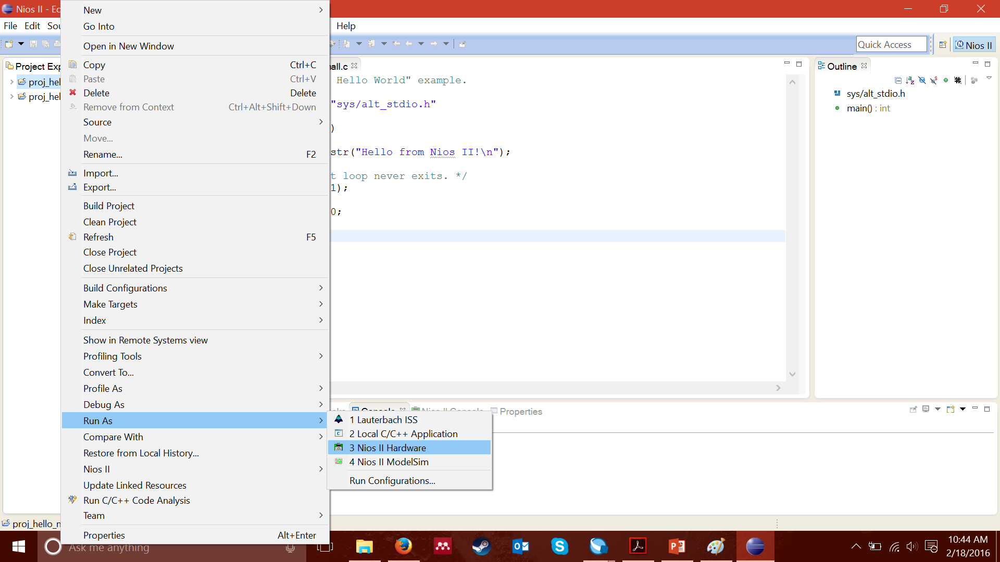 Nios II - Ec
File Edit Sou Help
Quick Access
Nios II
Project Exp
proj_hel
proj_hel
New
Go Into
Open in New Window
Copy Ctrl+C
Paste Ctrl+V
Delete Delete
Remove from Context Ctrl+Alt+Shift+Down
Source
Move...
Rename... F2
Import...
Export...
Build Project
Clean Project
Refresh F5
Close Project
Close Unrelated Projects
Build Configurations
Make Targets
Index
Show in Remote Systems view
Profiling Tools
Convert To...
Profile As
Debug As
Run As
Compare With
Restore from Local History...
Nios II
Update Linked Resources
Run C/C++ Code Analysis
Team
Properties Alt+Enter
1 Lauterbach ISS
2 Local C/C++ Application
3 Nios II Hardware
4 Nios II ModelSim
Run Configurations...
all.c
Hello World" example.
"sys/alt_stdio.h"
)
str("Hello from Nios II!\n");
t loop never exits. */
1);
0;
Outline
sys/alt_stdio.h
main() : int
Console Nios II Console Properties
proj_hello_n
Ask me anything
10:44 AM
2/18/2016